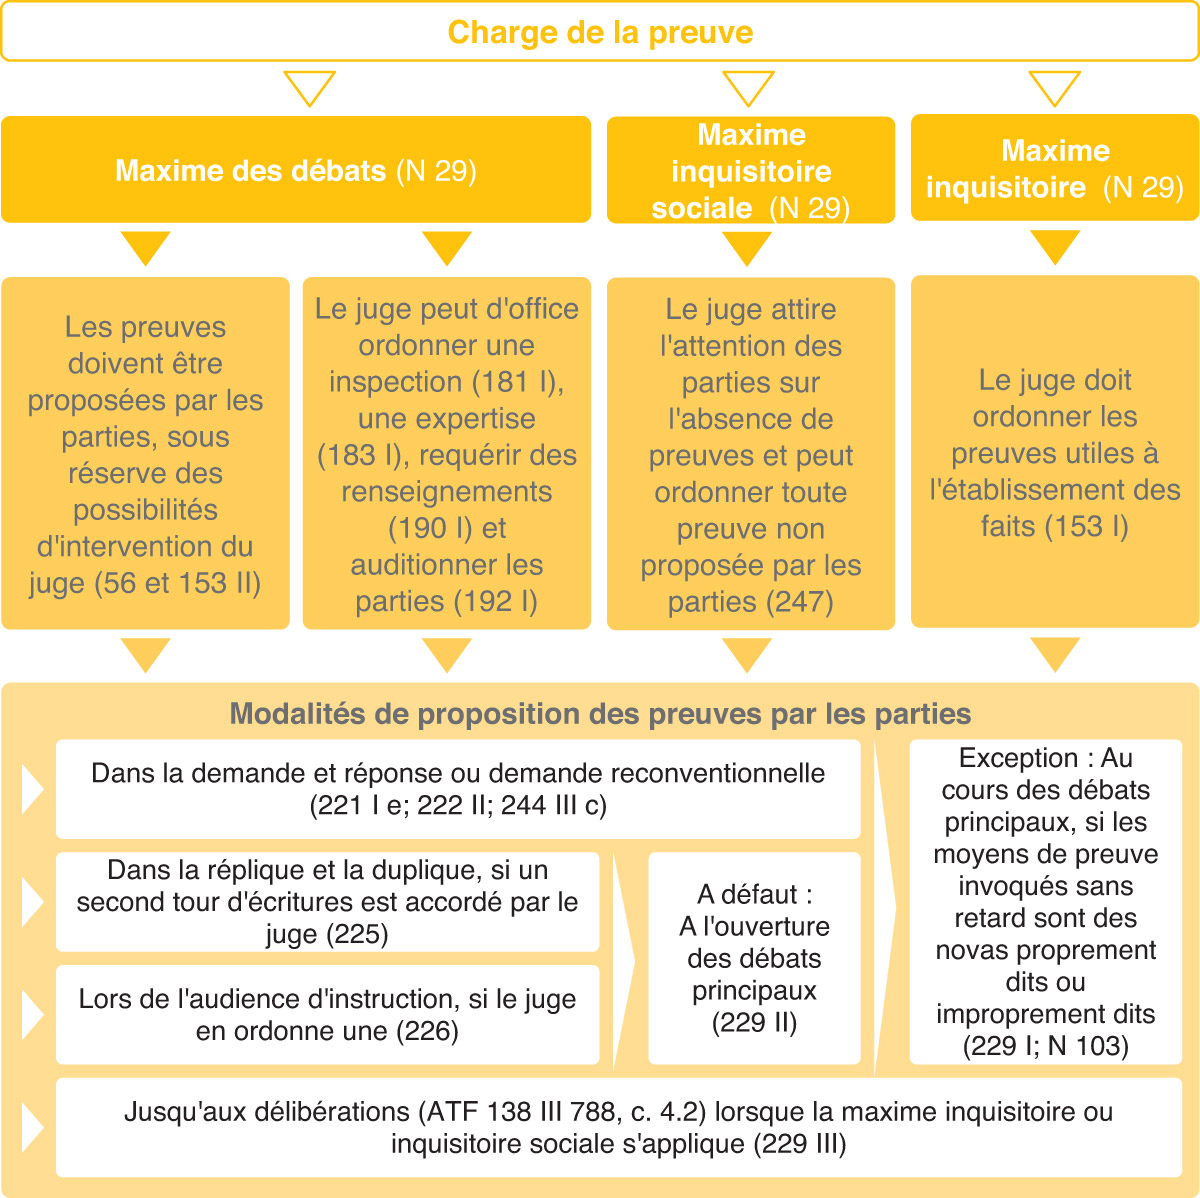 Charge de la preuve
Maxime des débats (N 29)
Maxime
inquisitoire
sociale (N 29)
Maxime
inquisitoire (N 29)
Les preuves
doivent être
proposées par les
parties, sous
réserve des
possibilités
d'intervention du
juge (56 et 153 II)
Le juge peut d'office
ordonner une
inspection (181 I),
une expertise
(183 I), requérir des
renseignements
(190 I) et
auditionner les
parties (192 I)
Le juge attire
l'attention des
parties sur
l'absence de
preuves et peut
ordonner toute
preuve non
proposée par les
parties (247)
Le juge doit
ordonner les
preuves utiles à
l'établissement des
faits (153 I)
Modalités de proposition des preuves par les parties
Dans la demande et réponse ou demande reconventionnelle
(221 I e; 222 II; 244 III c)
Dans la réplique et la duplique, si un
second tour d'écritures est accordé par le
juge (225)
Lors de l'audience d'instruction, si le juge
en ordonne une (226)
A défaut :
A l'ouverture
des débats
principaux
(229 II)
Exception : Au
cours des débats
principaux, si les
moyens de preuve
invoqués sans
retard sont des
novas proprement
dits ou
improprement dits
(229 I; N 103)
Jusqu'aux délibérations (ATF 138 III 788, c. 4.2) lorsque la maxime inquisitoire ou
inquisitoire sociale s'applique (229 III)